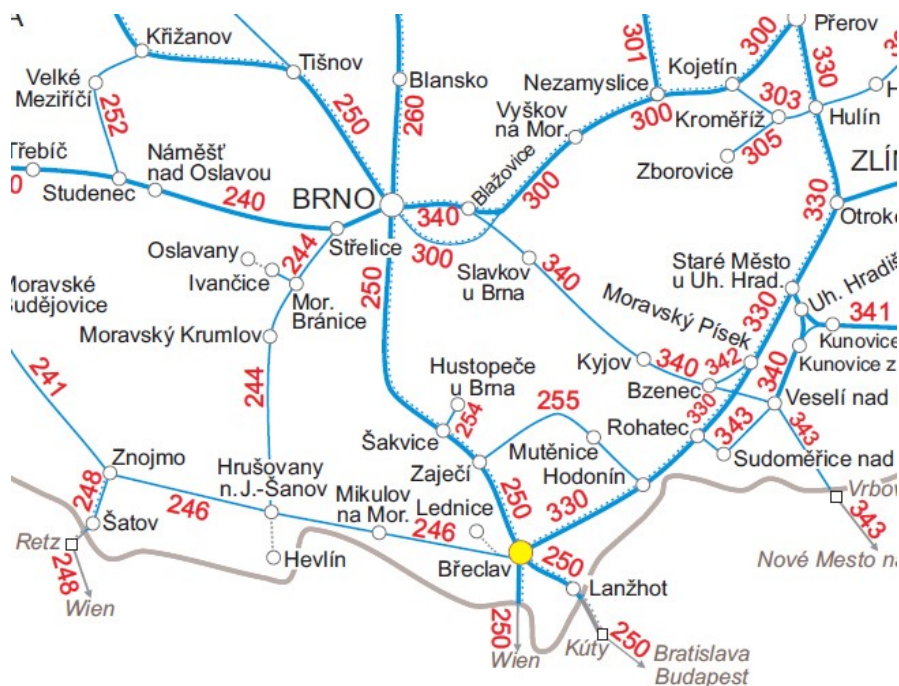 A
Křižanov
Přerov
Tišnov
301
300
330
Velké
Meziříčí
Blansko
Nezamyslice
Kojetín
250
260
252
Vyškov
na Mor.
300
303
H
Kroměříž
Hulín
Třebíč
Náměšť
nad Oslavou
305
Zborovice
0
Studenec
240
BRNO
Blažovice
300
ZLÍN
340
330
Otroko
Střelice
300
Oslavany
244
250
Slavkov
u Brna
340
Staré Město
u Uh. Hrad.
Ivančice
Moravské
Budějovice
Mor.
Bránice
Moravský Písek
330
Uh. Hradiš
341
Moravský Krumlov
Kunovice
Kunovice z
Hustopeče
u Brna
Kyjov
340
342
241
244
Bzenec
340
254
255
330
Veselí nad
Šakvice
Rohatec
343
343
Mutěnice
Znojmo
Zaječí
Sudoměřice nad
Hrušovany
n. J.-Šanov
Hodonín
248
246
Mikulov
na Mor.
Lednice
250
330
Vrbov
Šatov
246
343
Retz
Hevlín
Břeclav
250
Nové Mesto na
248
Lanžhot
Wien
250
Wien
Kúty
250
Bratislava
Budapest